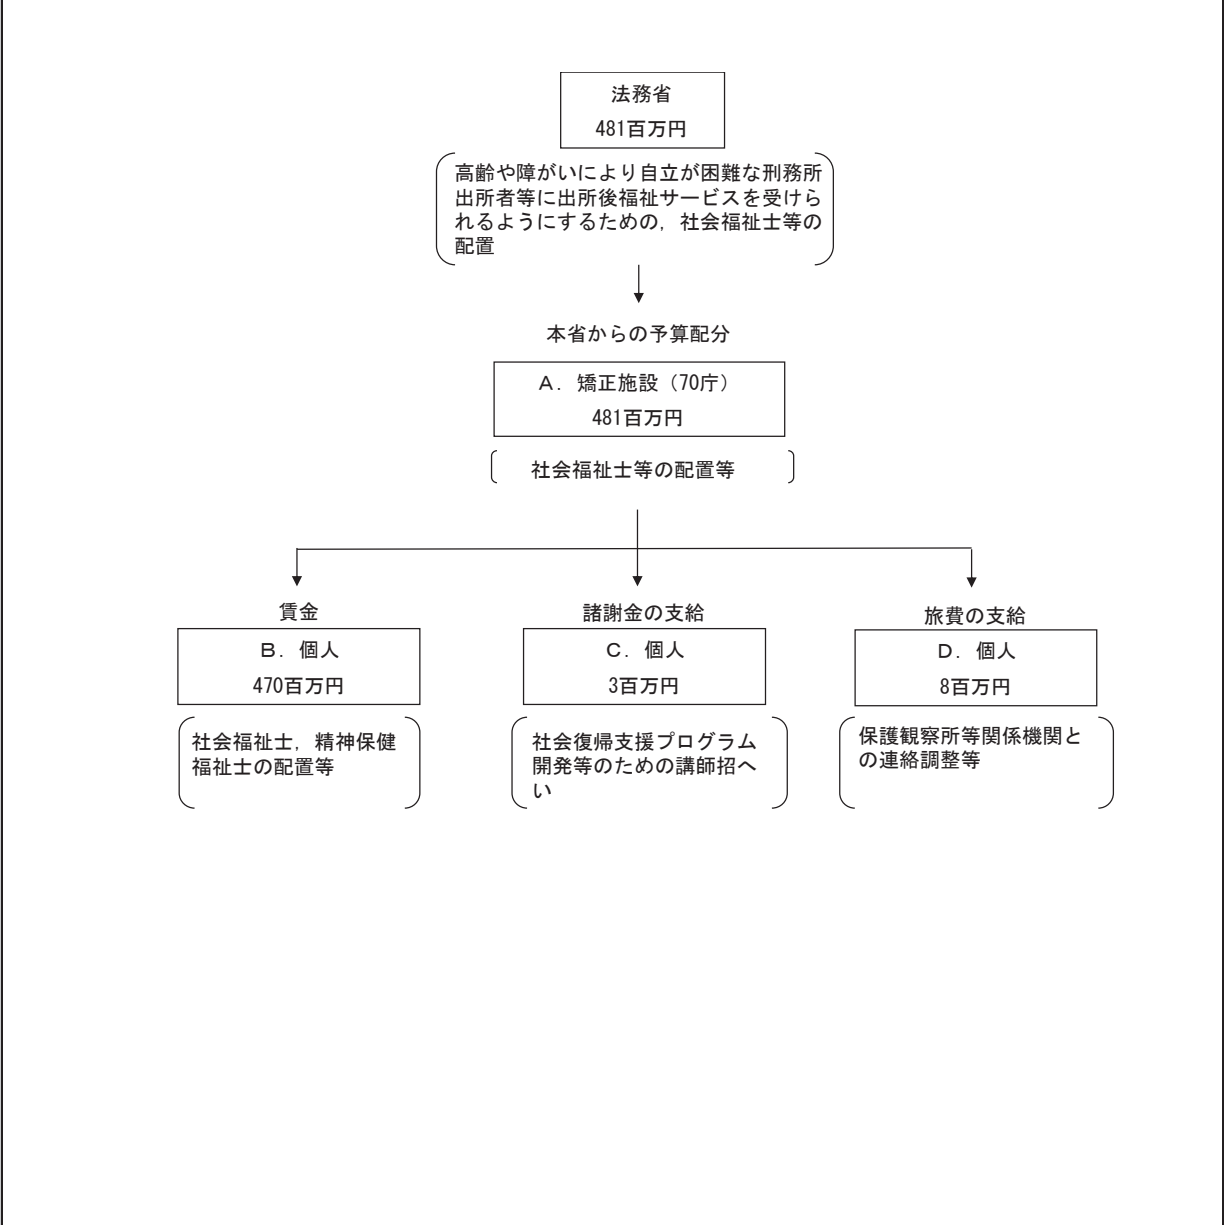 法務省
481百万円
高齢や障がいにより自立が困難な刑務所
出所者等に出所後福祉サービスを受けら
れるようにするための，社会福祉士等の
配置
本省からの予算配分
Ａ．矯正施設（70庁）
481百万円
社会福祉士等の配置等
賃金
Ｂ．個人
470百万円
社会福祉士，精神保健
福祉士の配置等
諸謝金の支給
Ｃ．個人
3百万円
社会復帰支援プログラム
開発等のための講師招へ
い
旅費の支給
Ｄ．個人
8百万円
保護観察所等関係機関と
の連絡調整等